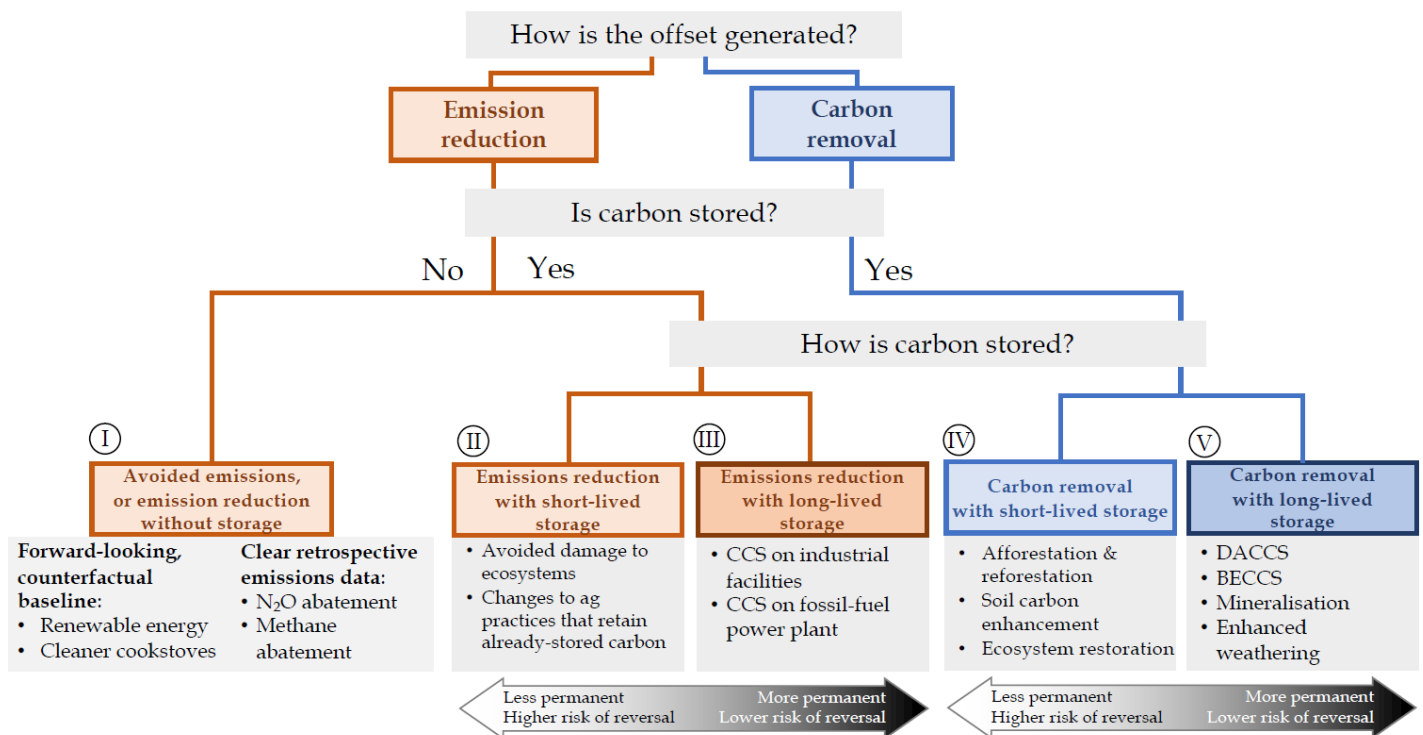 How is the offset generated?
Emission
reduction
Carbon
removal
Is carbon stored?
No
Yes
Yes
How is carbon stored?
I
Avoided emissions,
or emission reduction
without storage
Forward-looking,
counterfactual
baseline:
• Renewable energy
• Cleaner cookstoves
Clear retrospective
emissions data:
• N₂O abatement
• Methane
abatement
II
Emissions reduction
with short-lived
storage
• Avoided damage to
ecosystems
• Changes to ag
practices that retain
already-stored carbon
III
Emissions reduction
with long-lived
storage
• CCS on industrial
facilities
• CCS on fossil-fuel
power plant
IV
Carbon removal
with short-lived storage
• Afforestation &
reforestation
• Soil carbon
enhancement
• Ecosystem restoration
V
Carbon removal
with long-lived
storage
• DACCS
• BECCS
• Mineralisation
• Enhanced
weathering
Less permanent
Higher risk of reversal
More permanent
Lower risk of reversal
Less permanent
Higher risk of reversal
More permanent
Lower risk of reversal